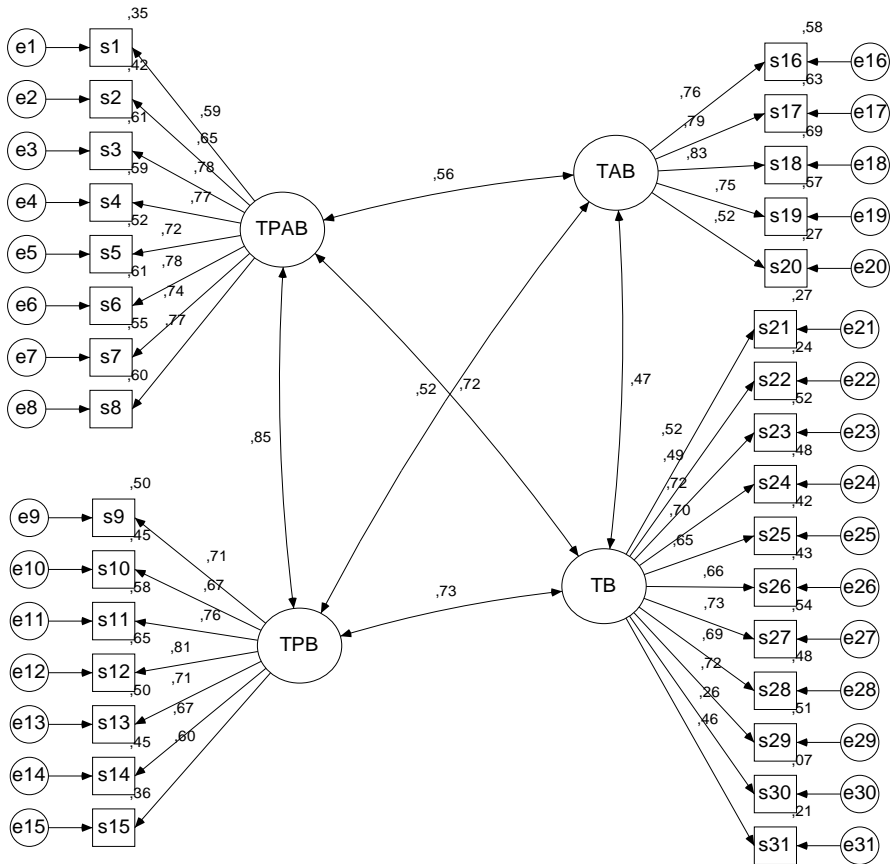 ,35
e1 s1
,42
e2 s2
,61
e3 s3
,59
e4 s4
,52
e5 s5
,61
e6 s6
,55
e7 s7
,60
e8 s8
,59
,65
,78
,77
,72
,78
,74
,77
TPAB
,56
TAB
,58
s16 e16
,63
s17 e17
,69
s18 e18
,57
s19 e19
,27
s20 e20
,76
,79
,83
,75
,52
,85
,52
,72
,47
,50
e9 s9
,45
e10 s10
,58
e11 s11
,65
e12 s12
,50
e13 s13
,45
e14 s14
,36
e15 s15
,71
,67
,76
,81
,71
,67
,60
TPB
,73
TB
,27
s21 e21
,24
s22 e22
,52
s23 e23
,48
s24 e24
,42
s25 e25
,43
s26 e26
,54
s27 e27
,48
s28 e28
,51
s29 e29
,07
s30 e30
,21
s31 e31
,52
,49
,72
,70
,65
,66
,73
,69
,72
,26
,46